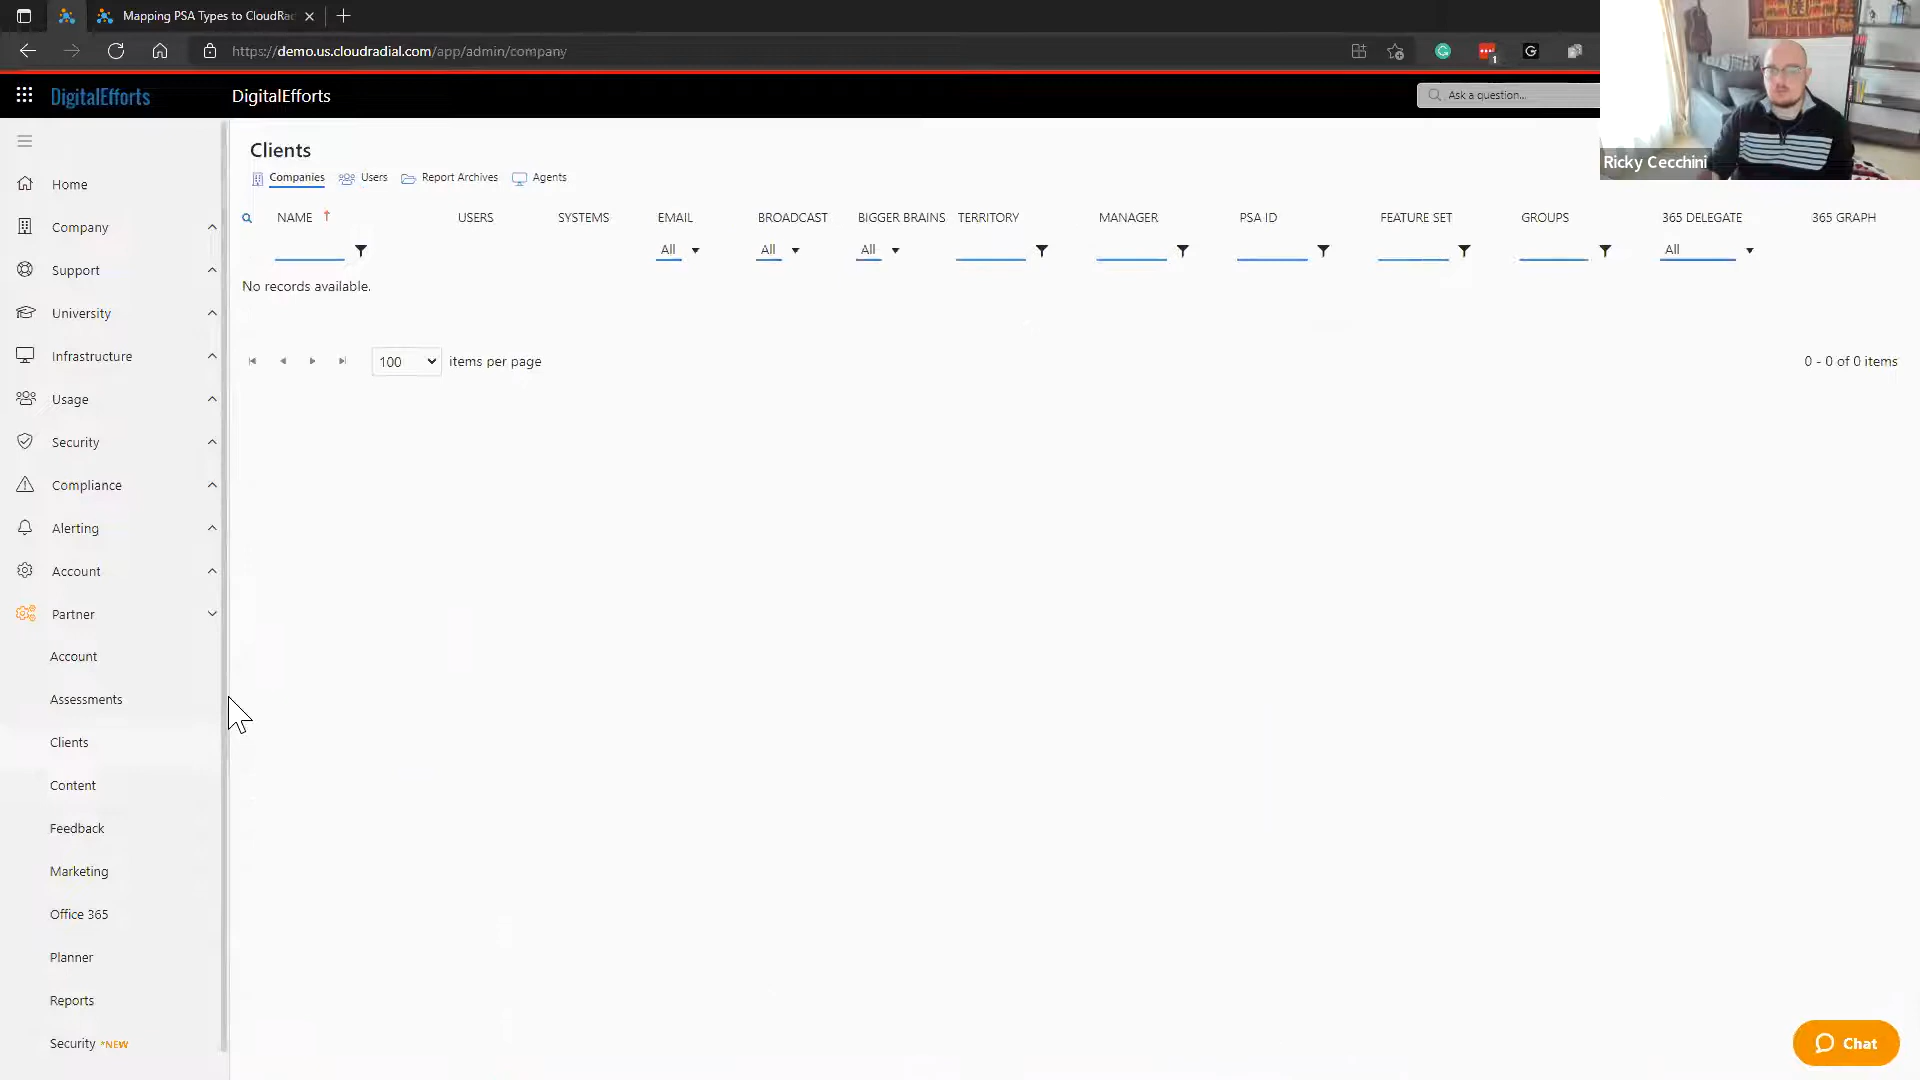 Mapping PSA Types to CloudRad
https://demo.us.cloudradial.com/app/admin/company
1
DigitalEfforts
DigitalEfforts
Ask a question...
Ricky Cecchini
Home
Company
Support
University
Infrastructure
Usage
Security
Compliance
Alerting
Account
Partner
Account
Assessments
Clients
Content
Feedback
Marketing
Office 365
Planner
Reports
Security *NEW
Clients
Companies Users Report Archives Agents
NAME USERS SYSTEMS EMAIL BROADCAST BIGGER BRAINS TERRITORY MANAGER PSA ID FEATURE SET GROUPS 365 DELEGATE 365 GRAPH
All All All All
No records available.
100 items per page 0 - 0 of 0 items
Chat